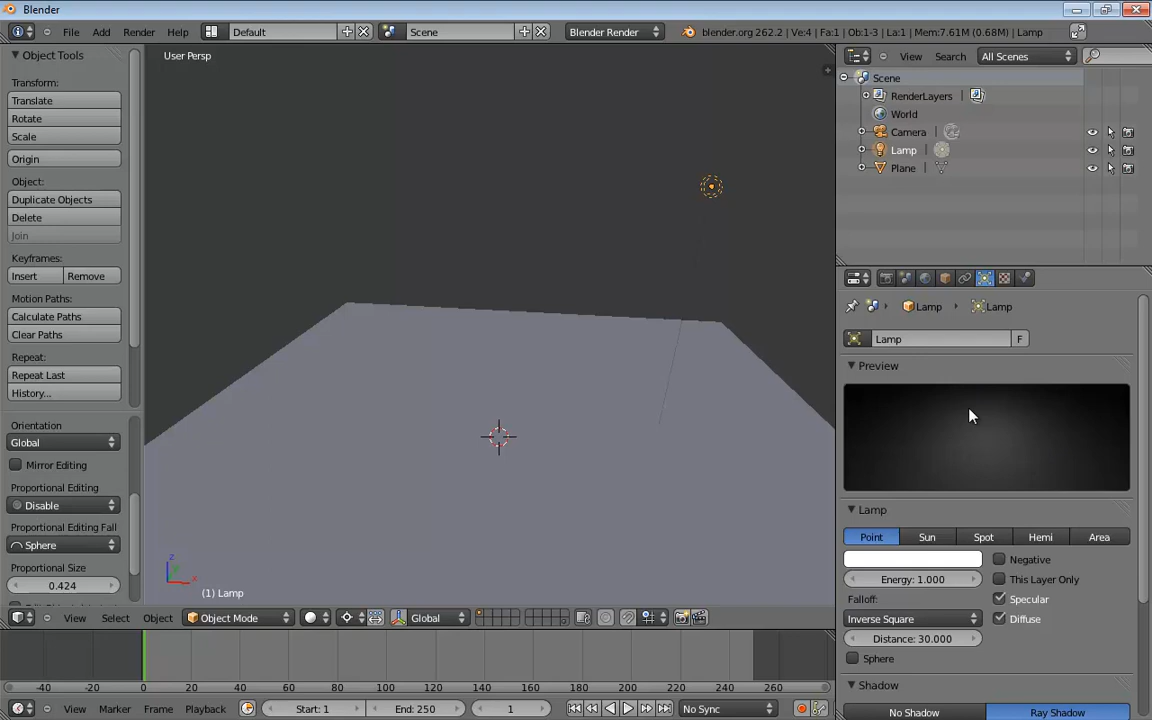 Blender
File Add Render Help Default Scene Blender Render blender.org 262.2 | Ve:4 | Fa:1 | Ob:1-3 | La:1 | Mem:7.61M (0.68M) | Lamp
Object Tools
Transform:
Translate
Rotate
Scale
Origin
Object:
Duplicate Objects
Delete
Join
Keyframes:
Insert Remove
Motion Paths:
Calculate Paths
Clear Paths
Repeat:
Repeat Last
History...
Orientation
Global
Mirror Editing
Proportional Editing
Disable
Proportional Editing Fall
Sphere
Proportional Size
0.424
User Persp
z
x
(1) Lamp
View Select Object Object Mode Global
-40 -20 0 20 40 60 80 100 120 140 160 180 200 220 240 260
View Marker Frame Playback Start: 1 End: 250 1 No Sync
View Search All Scenes
Scene
RenderLayers |
World
Camera |
Lamp |
Plane |
Lamp Lamp
Lamp F
Preview
Lamp
Point Sun Spot Hemi Area
Negative
Energy: 1.000 This Layer Only
Falloff: Specular
Inverse Square Diffuse
Distance: 30.000
Sphere
Shadow
No Shadow Ray Shadow